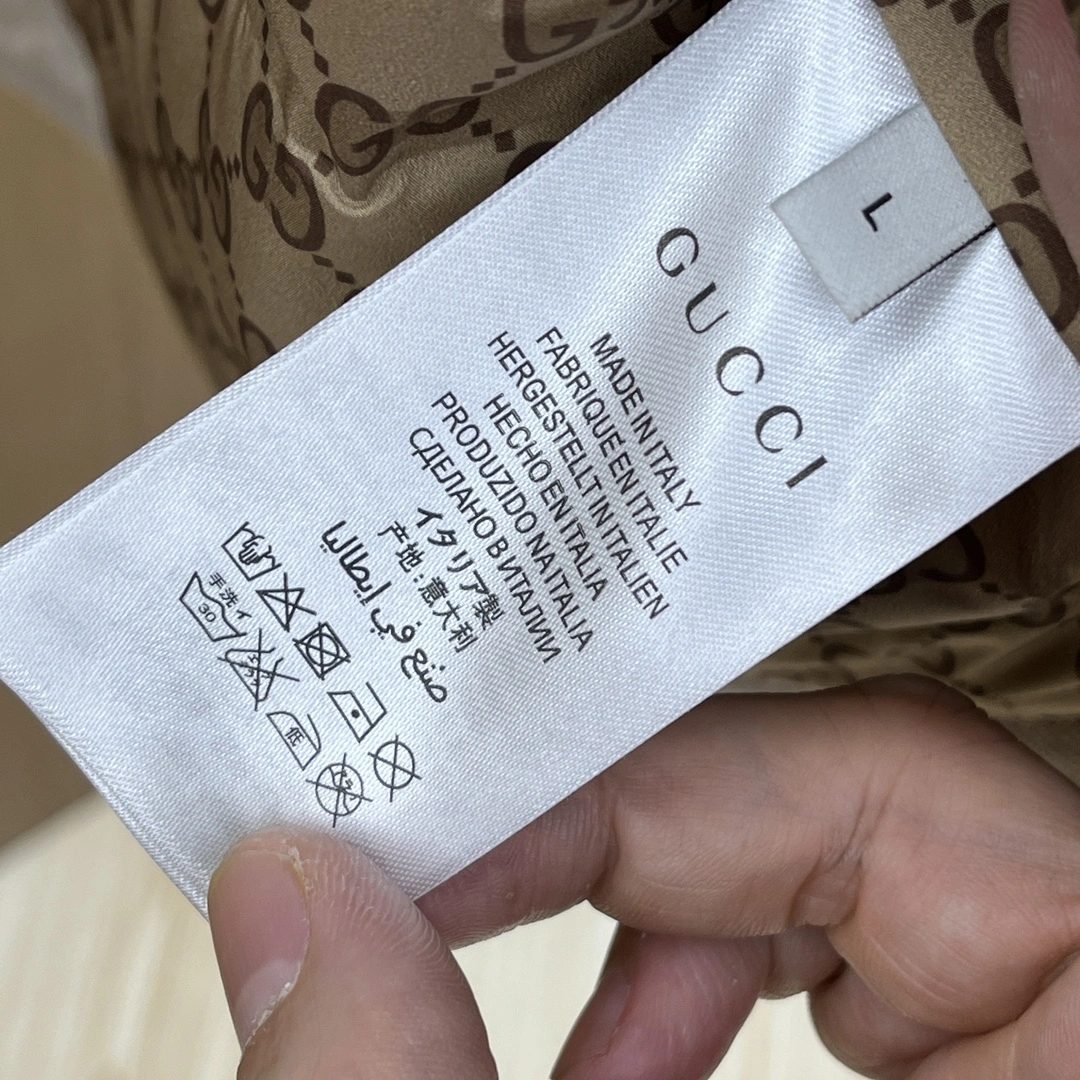 L
GUCCI
MADE IN ITALY
FABRIQUE EN ITALIE
HERGESTELLT IN ITALIEN
HECHO EN ITALIA
PRODUZIDO NA ITALIA
СДЕЛАНО В ИТАЛИИ
イタリア製
产地:意大利
صنع في إيطاليا
手洗イ
30
低